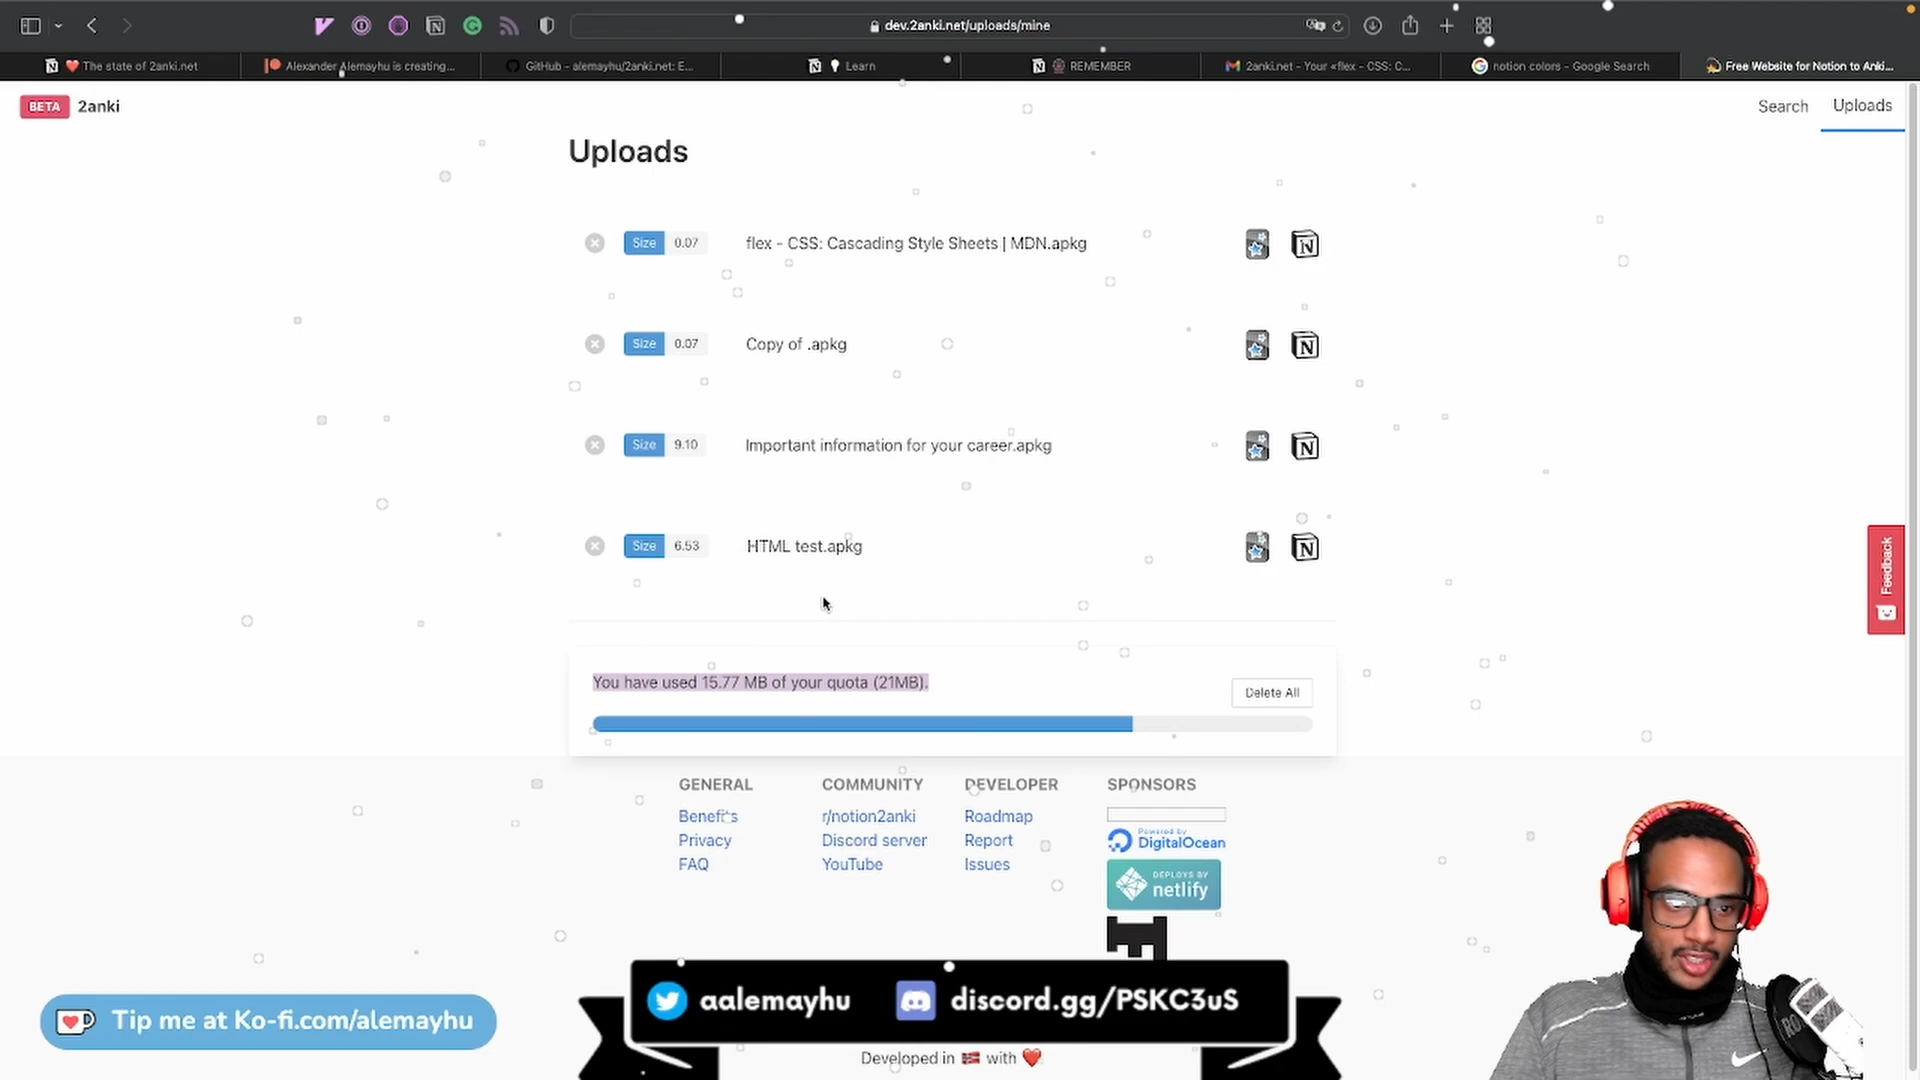 dev.2anki.net/uploads/mine
The state of 2anki.net
Alexander Alemayhu is creating...
GitHub - alemayhu/2anki.net: E...
Learn
REMEMBER
2anki.net - Your «flex - CSS: C...
notion colors - Google Search
Free Website for Notion to Anki...
BETA 2anki
Search
Uploads
Uploads
Size 0.07 flex - CSS: Cascading Style Sheets | MDN.apkg
Size 0.07 Copy of .apkg
Size 9.10 Important information for your career.apkg
Size 6.53 HTML test.apkg
Feedback
You have used 15.77 MB of your quota (21MB).
Delete All
GENERAL
Benefits
Privacy
FAQ
COMMUNITY
r/notion2anki
Discord server
YouTube
DEVELOPER
Roadmap
Report
Issues
SPONSORS
Powered by
DigitalOcean
DEPLOYS BY
netlify
aalemayhu
discord.gg/PSKC3uS
Tip me at Ko-fi.com/alemayhu
Developed in 🇳🇴 with ❤️